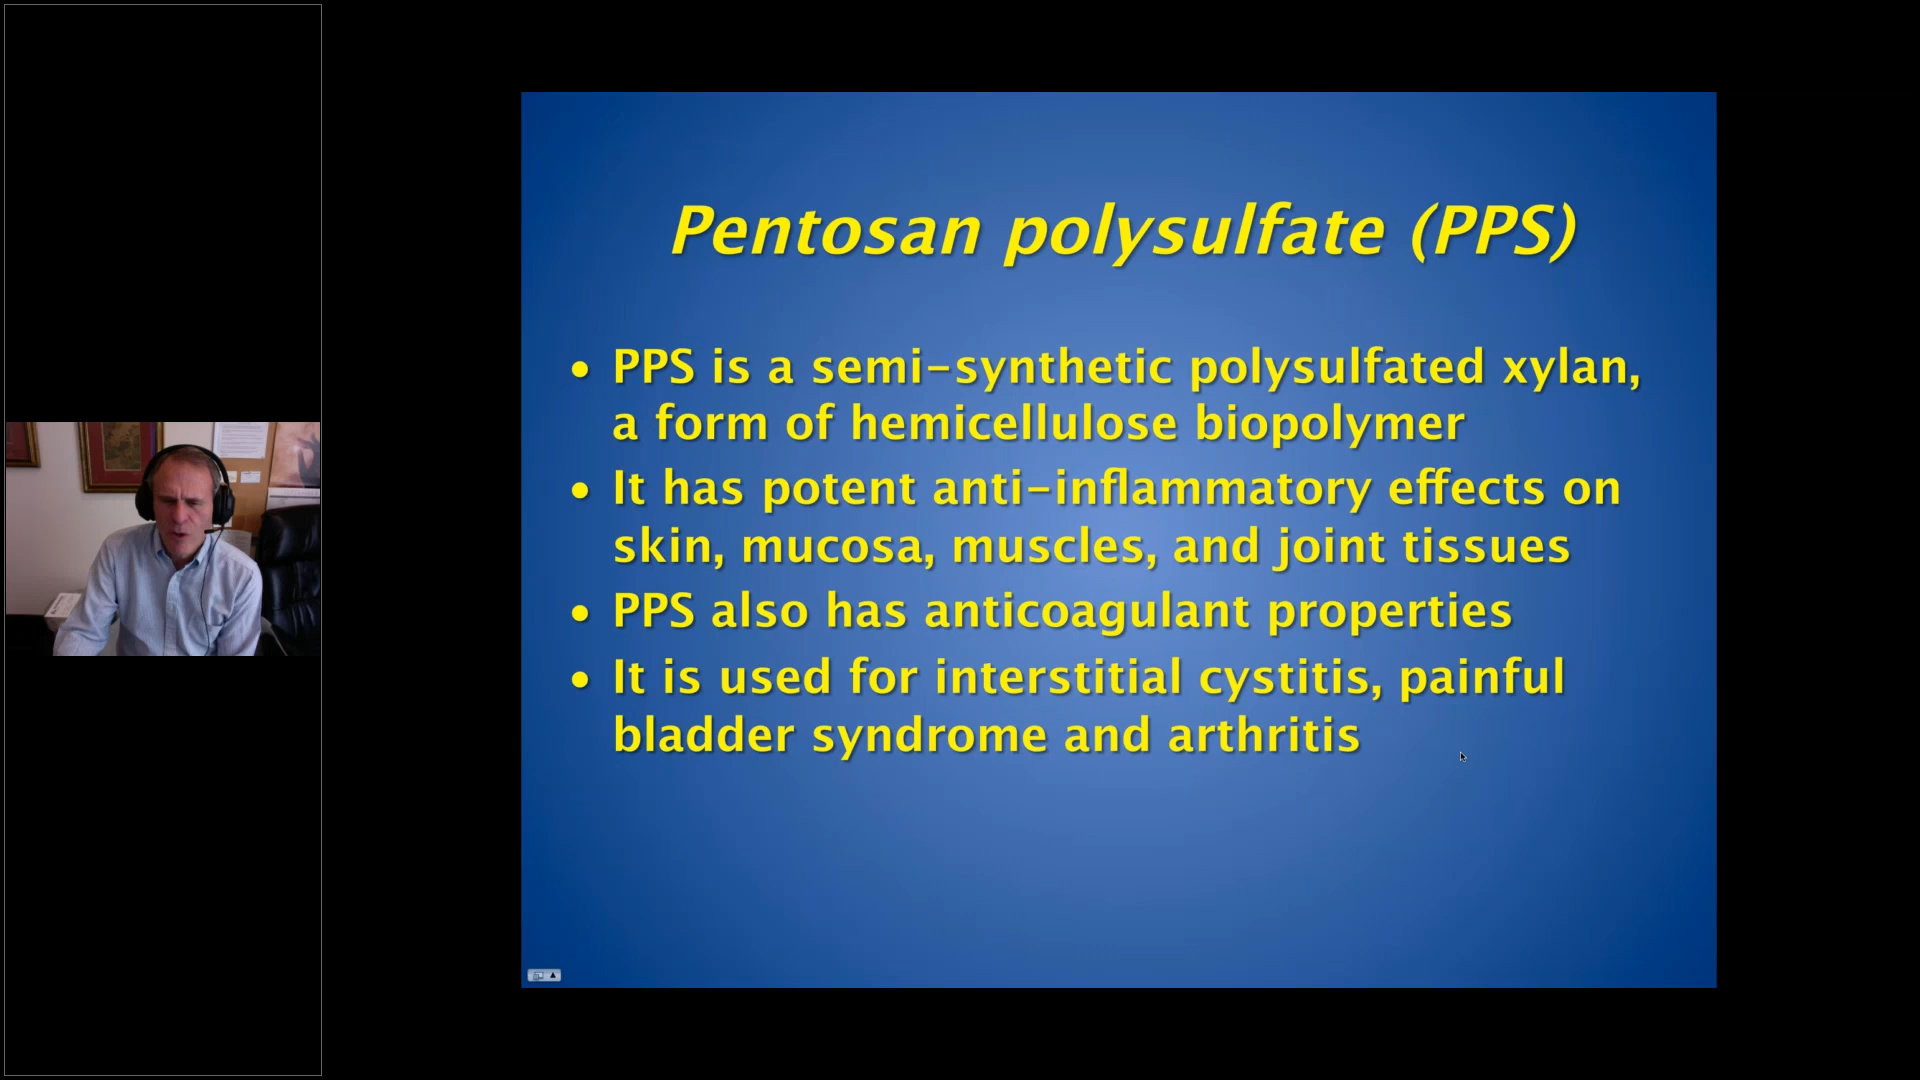 Pentosan polysulfate (PPS)
• PPS is a semi-synthetic polysulfated xylan,
a form of hemicellulose biopolymer
• It has potent anti-inflammatory effects on
skin, mucosa, muscles, and joint tissues
• PPS also has anticoagulant properties
• It is used for interstitial cystitis, painful
bladder syndrome and arthritis